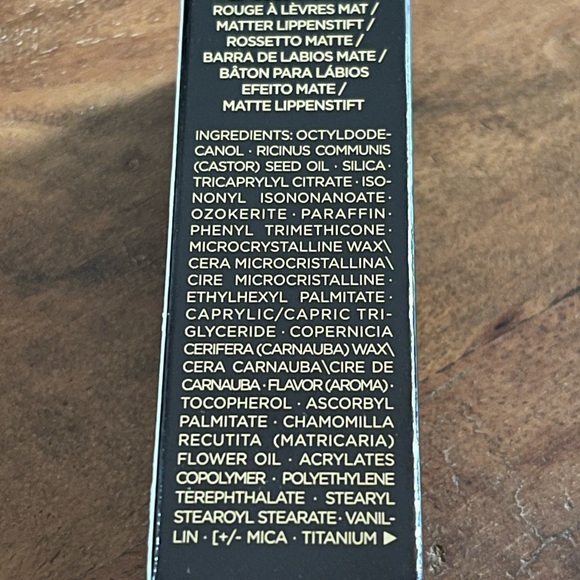 ROUGE À LÈVRES MAT /
MATTER LIPPENSTIFT /
ROSSETTO MATTE /
BARRA DE LABIOS MATE /
BÂTON PARA LÁBIOS
EFEITO MATE /
MATTE LIPPENSTIFT
INGREDIENTS: OCTYLDODE-
CANOL · RICINUS COMMUNIS
(CASTOR) SEED OIL · SILICA ·
TRICAPRYLYL CITRATE · ISO-
NONYL ISONONANOATE ·
OZOKERITE · PARAFFIN ·
PHENYL TRIMETHICONE ·
MICROCRYSTALLINE WAX\
CERA MICROCRISTALLINA\
CIRE MICROCRISTALLINE ·
ETHYLHEXYL PALMITATE ·
CAPRYLIC/CAPRIC TRI-
GLYCERIDE · COPERNICIA
CERIFERA (CARNAUBA) WAX\
CERA CARNAUBA\CIRE DE
CARNAUBA · FLAVOR (AROMA) ·
TOCOPHEROL · ASCORBYL
PALMITATE · CHAMOMILLA
RECUTITA (MATRICARIA)
FLOWER OIL · ACRYLATES
COPOLYMER · POLYETHYLENE
TEREPHTHALATE · STEARYL
STEAROYL STEARATE · VANIL-
LIN · [+/- MICA · TITANIUM ▶